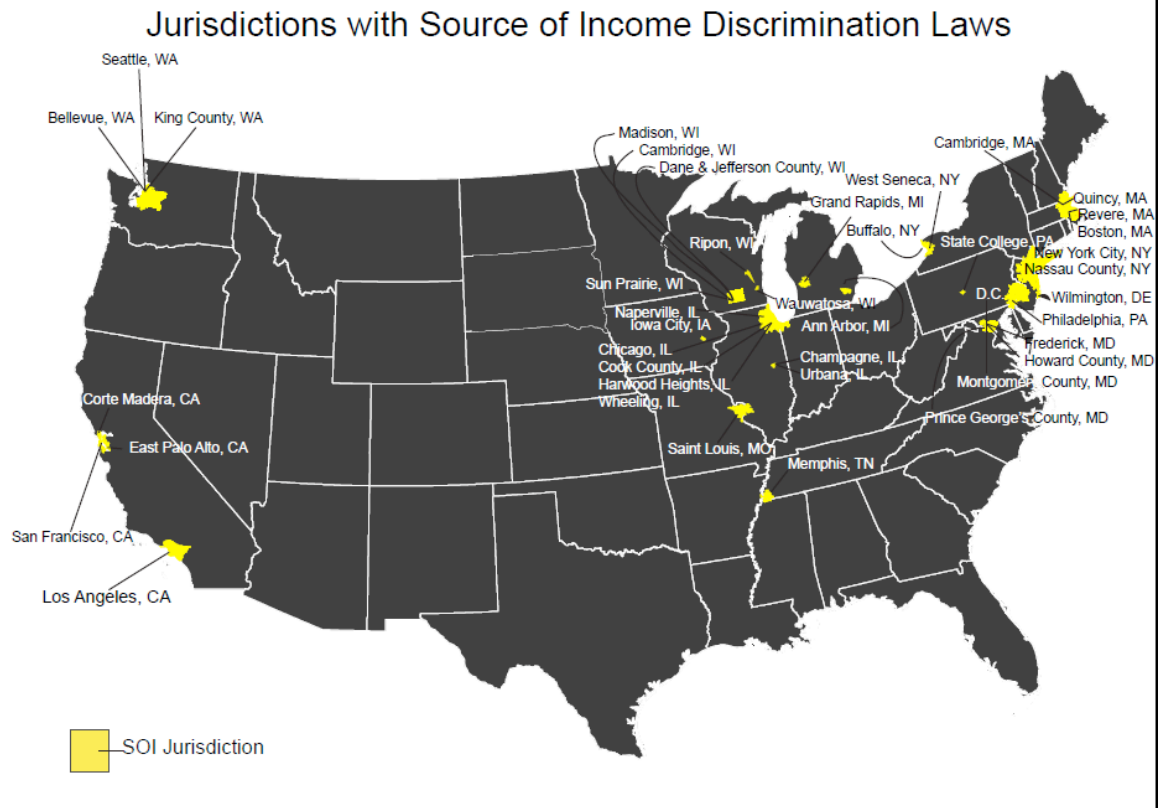 Jurisdictions with Source of Income Discrimination Laws
Seattle, WA
Bellevue, WA
King County, WA
Madison, WI
Cambridge, WI
Dane & Jefferson County, WI
Cambridge, MA
West Seneca, NY
Grand Rapids, MI
Quincy, MA
Revere, MA
Buffalo, NY
Boston, MA
Ripon, WI
State College, PA
New York City, NY
Nassau County, NY
Sun Prairie, WI
D.C.
Wauwatosa, WI
Wilmington, DE
Naperville, IL
Iowa City, IA
Ann Arbor, MI
Philadelphia, PA
Frederick, MD
Chicago, IL
Champagne, IL
Howard County, MD
Cook County, IL
Urbana, IL
Harwood Heights, IL
Montgomery County, MD
Wheeling, IL
Corte Madera, CA
Prince George's County, MD
East Palo Alto, CA
Saint Louis, MO
Memphis, TN
San Francisco, CA
Los Angeles, CA
SOI Jurisdiction